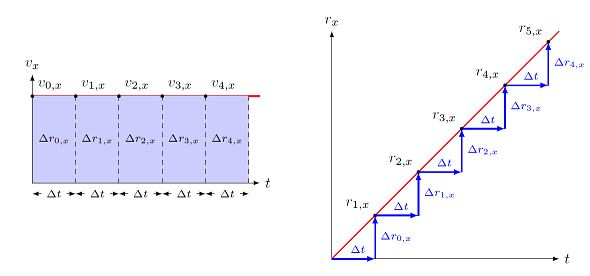 v_x
v_{0,x} v_{1,x} v_{2,x} v_{3,x} v_{4,x}
Δr_{0,x} Δr_{1,x} Δr_{2,x} Δr_{3,x} Δr_{4,x}
t
Δt Δt Δt Δt Δt
r_x
r_{5,x}
Δr_{4,x}
r_{4,x}
Δt
Δr_{3,x}
r_{3,x}
Δt
Δr_{2,x}
r_{2,x}
Δt
Δr_{1,x}
r_{1,x}
Δt
Δr_{0,x}
Δt
t